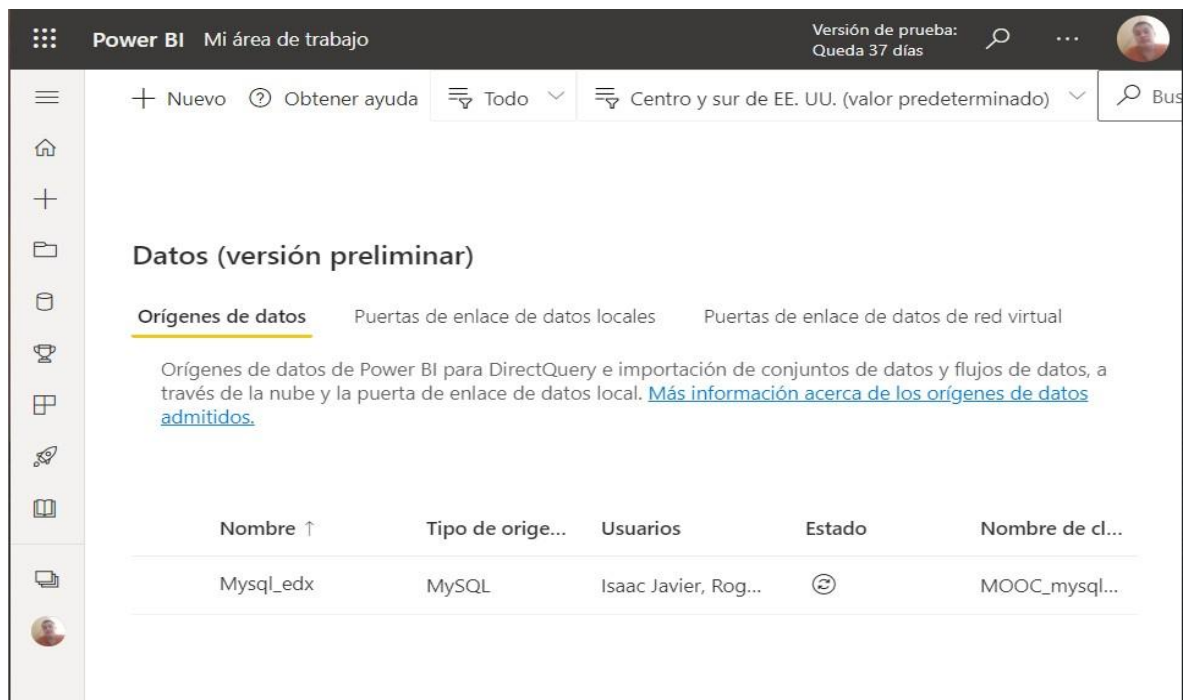 Power BI Mi área de trabajo
Versión de prueba:
Queda 37 días
Nuevo Obtener ayuda Todo Centro y sur de EE. UU. (valor predeterminado) Bus
Datos (versión preliminar)
Orígenes de datos Puertas de enlace de datos locales Puertas de enlace de datos de red virtual
Orígenes de datos de Power BI para DirectQuery e importación de conjuntos de datos y flujos de datos, a
través de la nube y la puerta de enlace de datos local. Más información acerca de los orígenes de datos
admitidos.
Nombre ↑ Tipo de orige... Usuarios Estado Nombre de cl...
Mysql_edx MySQL Isaac Javier, Rog... MOOC_mysql...